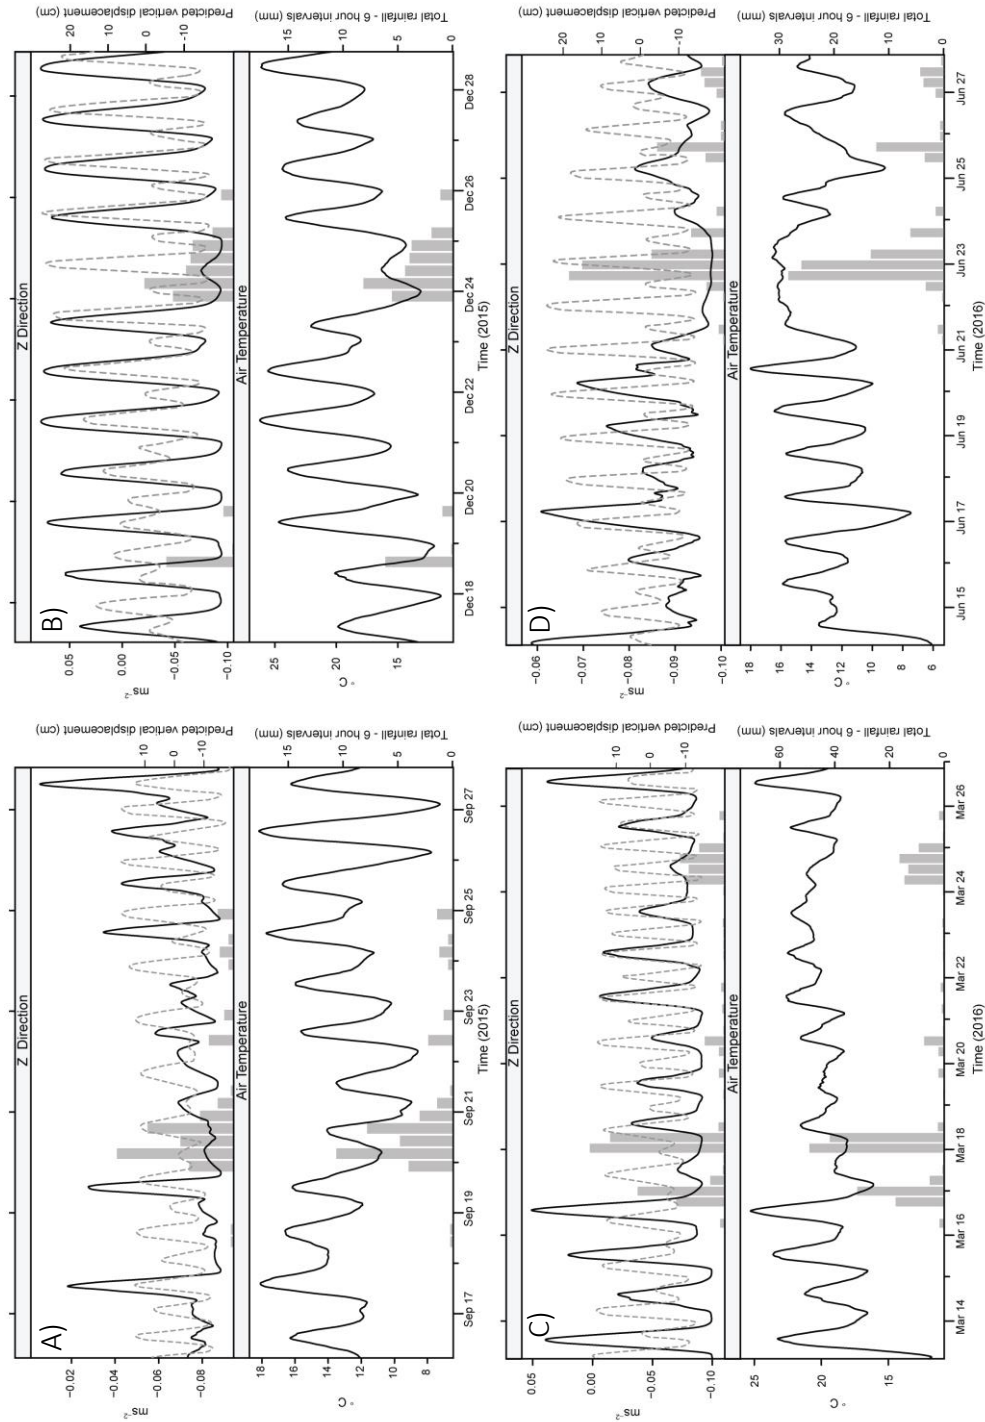 A)
Z Direction
−0.02
−0.04
−0.06
−0.08
ms⁻²
10
0
−10
Predicted vertical displacement (cm)
Air Temperature
18
16
14
12
10
8
° C
15
10
5
0
Total rainfall - 6 hour intervals (mm)
Sep 17
Sep 19
Sep 21
Sep 23
Sep 25
Sep 27
Time (2015)
B)
Z Direction
0.05
0.00
−0.05
−0.10
ms⁻²
20
10
0
−10
Predicted vertical displacement (cm)
Air Temperature
25
20
15
° C
15
10
5
0
Total rainfall - 6 hour intervals (mm)
Dec 18
Dec 20
Dec 22
Dec 24
Dec 26
Dec 28
Time (2015)
C)
Z Direction
0.05
0.00
−0.05
−0.10
ms⁻²
10
0
−10
Predicted vertical displacement (cm)
Air Temperature
25
20
15
° C
60
40
20
0
Total rainfall - 6 hour intervals (mm)
Mar 14
Mar 16
Mar 18
Mar 20
Mar 22
Mar 24
Mar 26
Time (2016)
D)
Z Direction
−0.06
−0.07
−0.08
−0.09
−0.10
ms⁻²
20
10
0
−10
Predicted vertical displacement (cm)
Air Temperature
18
16
14
12
10
8
6
° C
30
20
10
0
Total rainfall - 6 hour intervals (mm)
Jun 15
Jun 17
Jun 19
Jun 21
Jun 23
Jun 25
Jun 27
Time (2016)